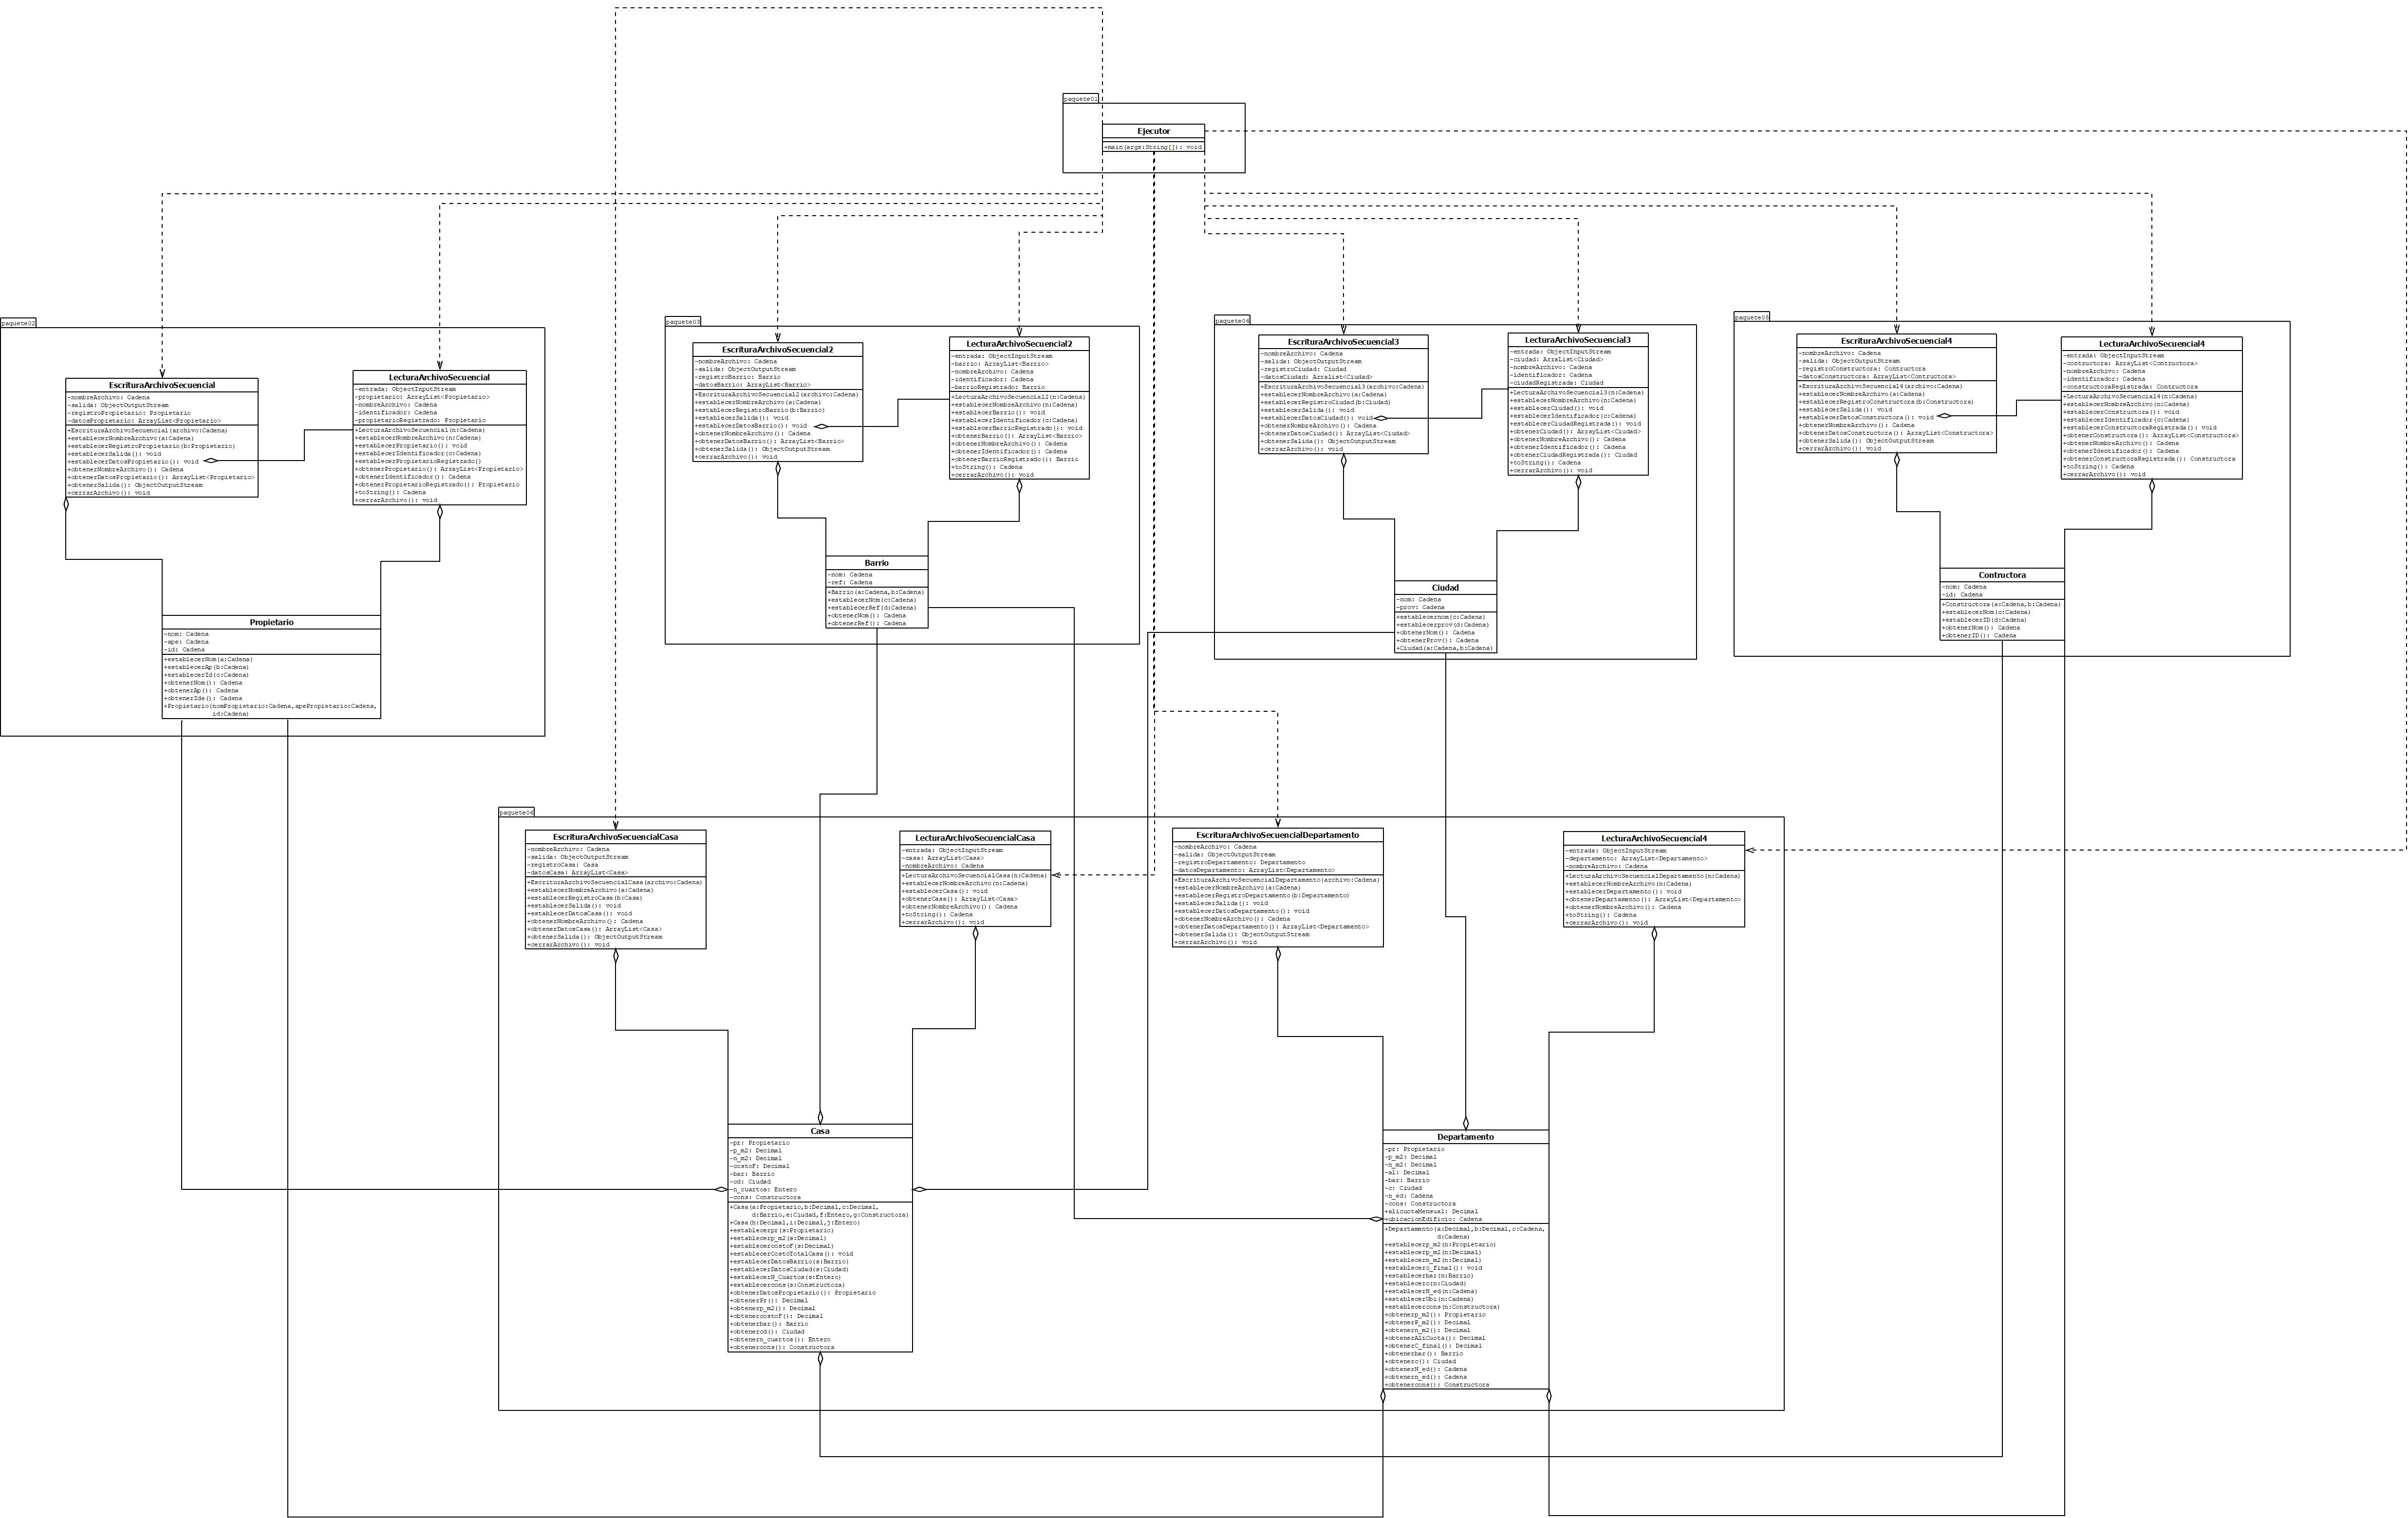 paquete01
Ejecutor
+main(args:String[]): void
paquete02
EscrituraArchivoSecuencial
-nombreArchivo: Cadena
-salida: ObjectOutputStream
-registroPropietario: Propietario
-datosPropietario: ArrayList<Propietario>
+EscrituraArchivoSecuencial(archivo:Cadena)
+establecerNombreArchivo(a:Cadena)
+establecerRegistroPropietario(b:Propietario)
+establecerSalida(): void
+establecerDatosPropietario(): void
+obtenerNombreArchivo(): Cadena
+obtenerDatosPropietario(): ArrayList<Propietario>
+obtenerSalida(): ObjectOutputStream
+cerrarArchivo(): void
LecturaArchivoSecuencial
-entrada: ObjectInputStream
-propietario: ArrayList<Propietario>
-nombreArchivo: Cadena
-identificador: Cadena
-propietarioRegistrado: Propietario
+LecturaArchivoSecuencial(n:Cadena)
+establecerNombreArchivo(n:Cadena)
+establecerPropietario(): void
+establecerIdentificador(c:Cadena)
+establecerPropietarioRegistrado()
+obtenerPropietario(): ArrayList<Propietario>
+obtenerIdentificador(): Cadena
+obtenerPropietarioRegistrado(): Propietario
+toString(): Cadena
+cerrarArchivo(): void
Propietario
-nom: Cadena
-ape: Cadena
-id: Cadena
+establecerNom(a:Cadena)
+establecerAp(b:Cadena)
+establecerId(c:Cadena)
+obtenerNom(): Cadena
+obtenerAp(): Cadena
+obtenerIde(): Cadena
+Propietario(nomPropietario:Cadena,apePropietario:Cadena,
id:Cadena)
paquete03
EscrituraArchivoSecuencial2
-nombreArchivo: Cadena
-salida: ObjectOutputStream
-registroBarrio: Barrio
-datosBarrio: ArrayList<Barrio>
+EscrituraArchivoSecuencial2(archivo:Cadena)
+establecerNombreArchivo(a:Cadena)
+establecerRegistroBarrio(b:Barrio)
+establecerSalida(): void
+establecerDatosBarrio(): void
+obtenerNombreArchivo(): Cadena
+obtenerDatosBarrio(): ArrayList<Barrio>
+obtenerSalida(): ObjectOutputStream
+cerrarArchivo(): void
LecturaArchivoSecuencial2
-entrada: ObjectInputStream
-barrio: ArrayList<Barrio>
-nombreArchivo: Cadena
-identificador: Cadena
-barrioRegistrado: Barrio
+LecturaArchivoSecuencial2(n:Cadena)
+establecerNombreArchivo(n:Cadena)
+establecerBarrio(): void
+establecerIdentificador(c:Cadena)
+establecerBarrioRegistrado(): void
+obtenerBarrio(): ArrayList<Barrio>
+obtenerNombreArchivo(): Cadena
+obtenerIdentificador(): Cadena
+obtenerBarrioRegistrado(): Barrio
+toString(): Cadena
+cerrarArchivo(): void
Barrio
-nom: Cadena
-ref: Cadena
+Barrio(a:Cadena,b:Cadena)
+establecerNom(c:Cadena)
+establecerRef(d:Cadena)
+obtenerNom(): Cadena
+obtenerRef(): Cadena
paquete04
EscrituraArchivoSecuencial3
-nombreArchivo: Cadena
-salida: ObjectOutputStream
-registroCiudad: Ciudad
-datosCiudad: Arralist<Ciudad>
+EscrituraArchivoSecuencial3(archivo:Cadena)
+establecerNombreArchivo(a:Cadena)
+establecerRegistroCiudad(b:Ciudad)
+establecerSalida(): void
+establecerDatosCiudad(): void
+obtenerNombreArchivo(): Cadena
+obtenerDatosCiudad(): ArrayList<Ciudad>
+obtenerSalida(): ObjectOutputStream
+cerrarArchivo(): void
LecturaArchivoSecuencial3
-entrada: ObjectInputStream
-ciudad: ArraList<Ciudad>
-nombreArchivo: Cadena
-identificador: Cadena
-ciudadRegistrada: Ciudad
+LecturaArchivoSecuencial3(n:Cadena)
+establecerNombreArchivo(n:Cadena)
+establecerCiudad(): void
+establecerIdentificador(c:Cadena)
+establecerCiudadRegistrada(): void
+obtenerCiudad(): ArrayList<Ciudad>
+obtenerNombreArchivo(): Cadena
+obtenerIdentificador(): Cadena
+obtenerCiudadRegistrada(): Ciudad
+toString(): Cadena
+cerrarArchivo(): void
Ciudad
-nom: Cadena
-prov: Cadena
+establecernom(c:Cadena)
+establecerprov(d:Cadena)
+obtenerNom(): Cadena
+obtenerProv(): Cadena
+Ciudad(a:Cadena,b:Cadena)
paquete05
EscrituraArchivoSecuencial4
-nombreArchivo: Cadena
-salida: ObjectOutputStream
-registroConstructora: Contructora
-datosConstructora: ArrayList<Contructora>
+EscrituraArchivoSecuencial4(archivo:Cadena)
+establecerNombreArchivo(a:Cadena)
+establecerRegistroConstructora(b:Constructora)
+establecerSalida(): void
+establecerDatosConstructora(): void
+obtenerNombreArchivo(): Cadena
+obtenerDatosConstructora(): ArrayList<Constructora>
+obtenerSalida(): ObjectOutputStream
+cerrarArchivo(): void
LecturaArchivoSecuencial4
-entrada: ObjectInputStream
-contructora: ArrayList<Contructora>
-nombreArchivo: Cadena
-identificador: Cadena
-constructoraRegistrada: Contructora
+LecturaArchivoSecuencial4(n:Cadena)
+establecerNombreArchivo(n:Cadena)
+establecerConstructora(): void
+establecerIdentificador(c:Cadena)
+establecerConstructoraRegistrada(): void
+obtenerConstructora(): ArrayList<Constructora>
+obtenerNombreArchivo(): Cadena
+obtenerIdentificador(): Cadena
+obtenerConstructoraRegistrada(): Constructora
+toString(): Cadena
+cerrarArchivo(): void
Contructora
-nom: Cadena
-id: Cadena
+Constructora(a:Cadena,b:Cadena)
+establecerNom(c:Cadena)
+establecerID(d:Cadena)
+obtenerNom(): Cadena
+obtenerID(): Cadena
paquete06
EscrituraArchivoSecuencialCasa
-nombreArchivo: Cadena
-salida: ObjectOutputStream
-registroCasa: Casa
-datosCasa: ArrayList<Casa>
+EscrituraArchivoSecuencialCasa(archivo:Cadena)
+establecerNombreArchivo(a:Cadena)
+establecerRegistroCasa(b:Casa)
+establecerSalida(): void
+establecerDatosCasa(): void
+obtenerNombreArchivo(): Cadena
+obtenerDatosCasa(): ArrayList<Casa>
+obtenerSalida(): ObjectOutputStream
+cerrarArchivo(): void
LecturaArchivoSecuencialCasa
-entrada: ObjectInputStream
-casa: ArrayList<Casa>
-nombreArchivo: Cadena
+LecturaArchivoSecuencialCasa(n:Cadena)
+establecerNombreArchivo(n:Cadena)
+establecerCasa(): void
+obtenerCasa(): ArrayList<Casa>
+obtenerNombreArchivo(): Cadena
+toString(): Cadena
+cerrarArchivo(): void
EscrituraArchivoSecuencialDepartamento
-nombreArchivo: Cadena
-salida: ObjectOutputStream
-registroDepartamento: Departamento
-datosDepartamento: ArrayList<Departamento>
+EscrituraArchivoSecuencialDepartamento(archivo:Cadena)
+establecerNombreArchivo(a:Cadena)
+establecerRegistroDepartamento(b:Departamento)
+establecerSalida(): void
+establecerDatosDepartamento(): void
+obtenerNombreArchivo(): Cadena
+obtenerDatosDepartamento(): ArrayList<Departamento>
+obtenerSalida(): ObjectOutputStream
+cerrarArchivo(): void
LecturaArchivoSecuencial4
-entrada: ObjectInputStream
-departamento: ArrayList<Departamento>
-nombreArchivo: Cadena
+LecturaArchivoSecuencialDepartamento(n:Cadena)
+establecerNombreArchivo(n:Cadena)
+establecerDepartamento(): void
+obtenerDepartamento(): ArrayList<Departamento>
+obtenerNombreArchivo(): Cadena
+toString(): Cadena
+cerrarArchivo(): void
Casa
-pr: Propietario
-p_m2: Decimal
-n_m2: Decimal
-costoF: Decimal
-bar: Barrio
-cd: Ciudad
-n_cuartos: Entero
-cons: Constructora
+Casa(a:Propietario,b:Decimal,c:Decimal,
d:Barrio,e:Ciudad,f:Entero,g:Constructora)
+Casa(h:Decimal,i:Decimal,j:Entero)
+establecerpr(s:Propietario)
+establecerp_m2(s:Decimal)
+establecercostoF(s:Decimal)
+establecerCostoTotalCasa(): void
+establecerDatosBarrio(s:Barrio)
+establecerDatosCiudad(s:Ciudad)
+establecerN_Cuartos(s:Entero)
+establecercons(s:Constructora)
+obtenerDatosPropietario(): Propietario
+obtenerPr(): Decimal
+obtenerp_m2(): Decimal
+obtenercostoF(): Decimal
+obtenerbar(): Barrio
+obtenercd(): Ciudad
+obtenern_cuartos(): Entero
+obtenercons(): Constructora
Departamento
-pr: Propietario
-p_m2: Decimal
-n_m2: Decimal
-al: Decimal
-bar: Barrio
-c: Ciudad
-n_ed: Cadena
-cons: Constructora
+alicuotaMensual: Decimal
+ubicacionEdificio: Cadena
+Departamento(a:Decimal,b:Decimal,c:Cadena,
d:Cadena)
+establecerp_m2(n:Propietario)
+establecerp_m2(n:Decimal)
+establecern_m2(n:Decimal)
+establecerc_final(): void
+establecerbar(n:Barrio)
+establecerc(n:Ciudad)
+establecerN_ed(n:Cadena)
+establecerUbi(n:Cadena)
+establecercons(n:Constructora)
+obtenerp_m2(): Propietario
+obtenerP_m2(): Decimal
+obtenern_m2(): Decimal
+obtenerAliCuota(): Decimal
+obtenerC_final(): Decimal
+obtenerbar(): Barrio
+obtenerc(): Ciudad
+obtenerN_ed(): Cadena
+obtenern_ed(): Cadena
+obtenercons(): Constructora